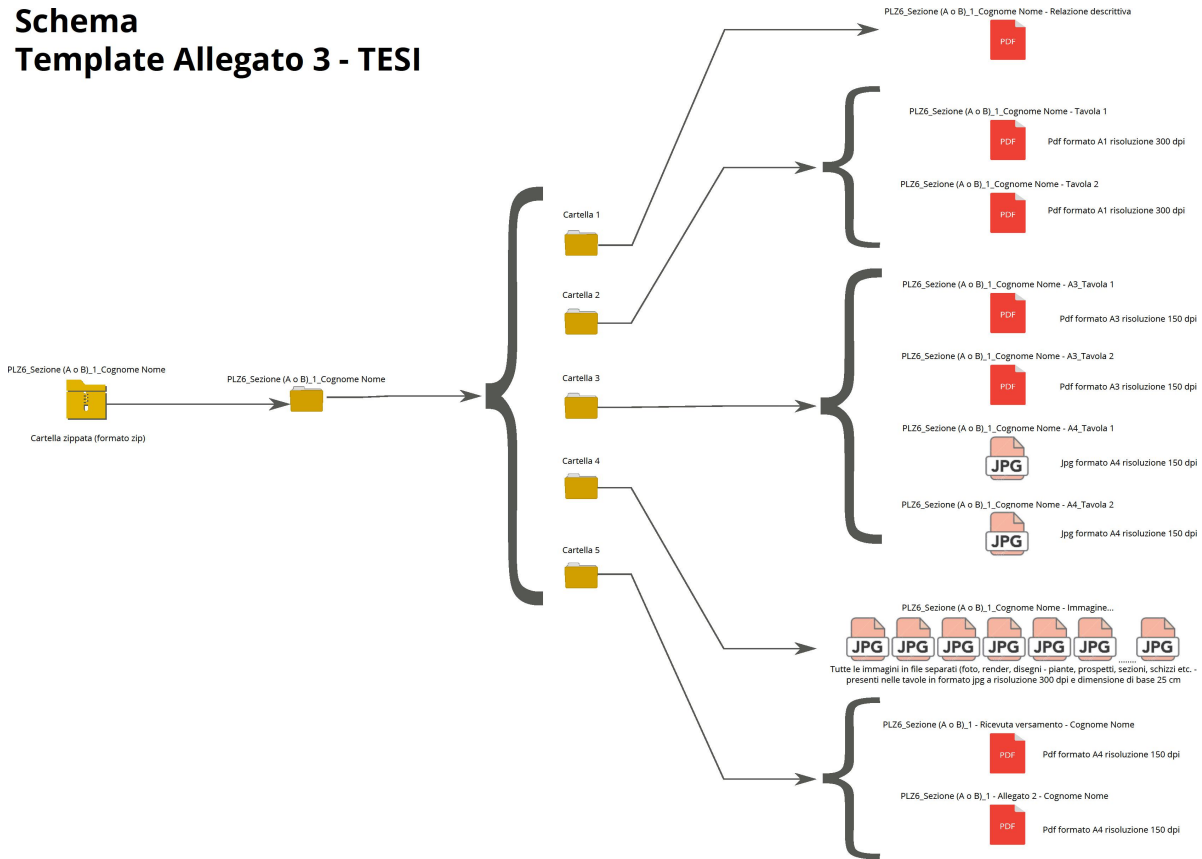 Schema
Template Allegato 3 - TESI
PLZ6_Sezione (A o B)_1_Cognome Nome
Cartella zippata (formato zip)
PLZ6_Sezione (A o B)_1_Cognome Nome
Cartella 1
Cartella 2
Cartella 3
Cartella 4
Cartella 5
PLZ6_Sezione (A o B)_1_Cognome Nome - Relazione descrittiva
PDF
PLZ6_Sezione (A o B)_1_Cognome Nome - Tavola 1
PDF
Pdf formato A1 risoluzione 300 dpi
PLZ6_Sezione (A o B)_1_Cognome Nome - Tavola 2
PDF
Pdf formato A1 risoluzione 300 dpi
PLZ6_Sezione (A o B)_1_Cognome Nome - A3_Tavola 1
PDF
Pdf formato A3 risoluzione 150 dpi
PLZ6_Sezione (A o B)_1_Cognome Nome - A3_Tavola 2
PDF
Pdf formato A3 risoluzione 150 dpi
PLZ6_Sezione (A o B)_1_Cognome Nome - A4_Tavola 1
JPG
Jpg formato A4 risoluzione 150 dpi
PLZ6_Sezione (A o B)_1_Cognome Nome - A4_Tavola 2
JPG
Jpg formato A4 risoluzione 150 dpi
PLZ6_Sezione (A o B)_1_Cognome Nome - Immagine...
JPG JPG JPG JPG JPG JPG ........ JPG
Tutte le immagini in file separati (foto, render, disegni - piante, prospetti, sezioni, schizzi etc. -
presenti nelle tavole in formato jpg a risoluzione 300 dpi e dimensione di base 25 cm
PLZ6_Sezione (A o B)_1 - Ricevuta versamento - Cognome Nome
PDF
Pdf formato A4 risoluzione 150 dpi
PLZ6_Sezione (A o B)_1 - Allegato 2 - Cognome Nome
PDF
Pdf formato A4 risoluzione 150 dpi